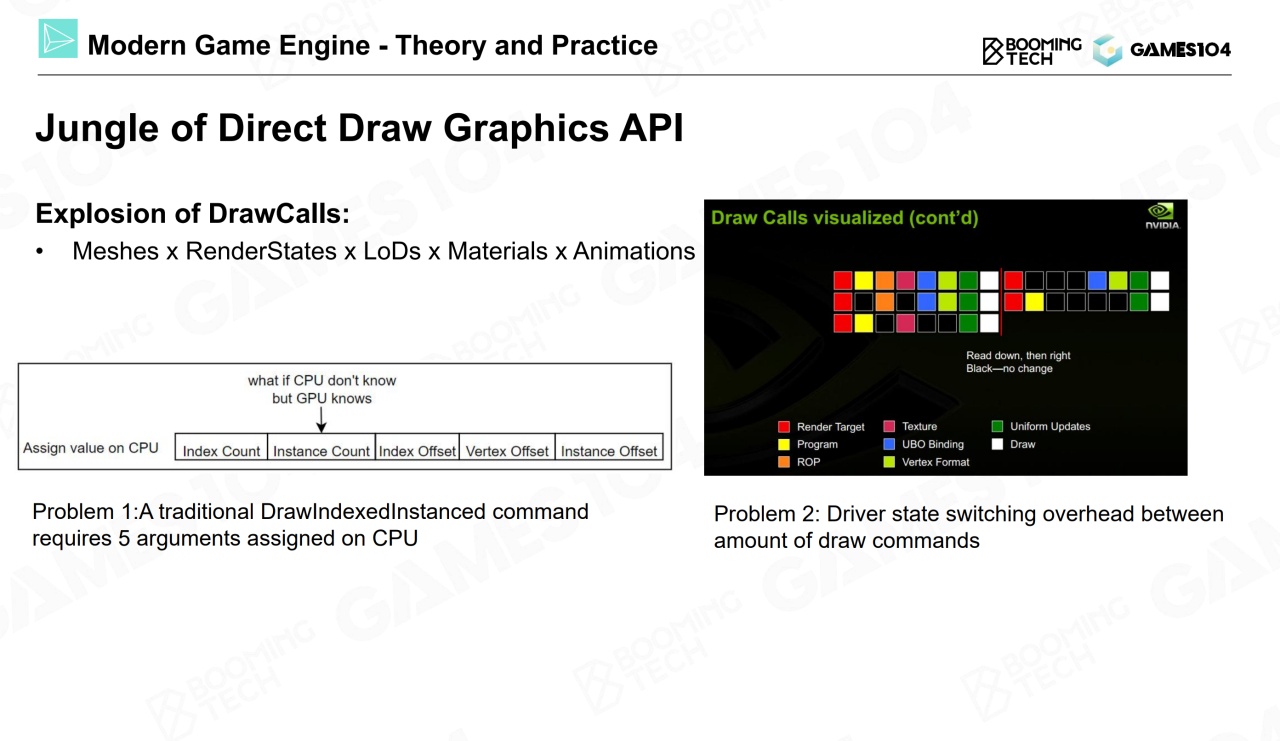 Modern Game Engine - Theory and Practice
BOOMING
TECH
GAMES104
Jungle of Direct Draw Graphics API
Explosion of DrawCalls:
• Meshes x RenderStates x LoDs x Materials x Animations
what if CPU don't know
but GPU knows
Assign value on CPU
Index Count
Instance Count
Index Offset
Vertex Offset
Instance Offset
Problem 1:A traditional DrawIndexedInstanced command
requires 5 arguments assigned on CPU
Draw Calls visualized (cont'd)
NVIDIA.
Read down, then right
Black—no change
Render Target
Program
ROP
Texture
UBO Binding
Vertex Format
Uniform Updates
Draw
Problem 2: Driver state switching overhead between
amount of draw commands